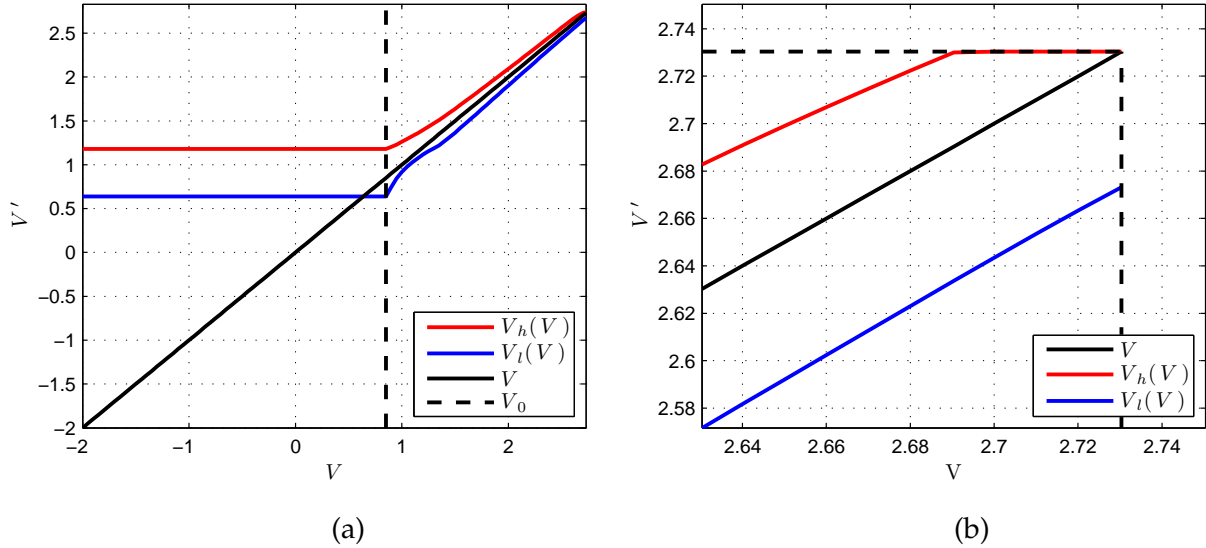 2.5
2
1.5
1
0.5
0
−0.5
−1
−1.5
−2
V′
−2 −1 0 1 2
V
V_h(V)
V_l(V)
V
V_0
(a)
2.74
2.72
2.7
2.68
2.66
2.64
2.62
2.6
2.58
V′
2.64 2.66 2.68 2.7 2.72 2.74
V
V
V_h(V)
V_l(V)
(b)